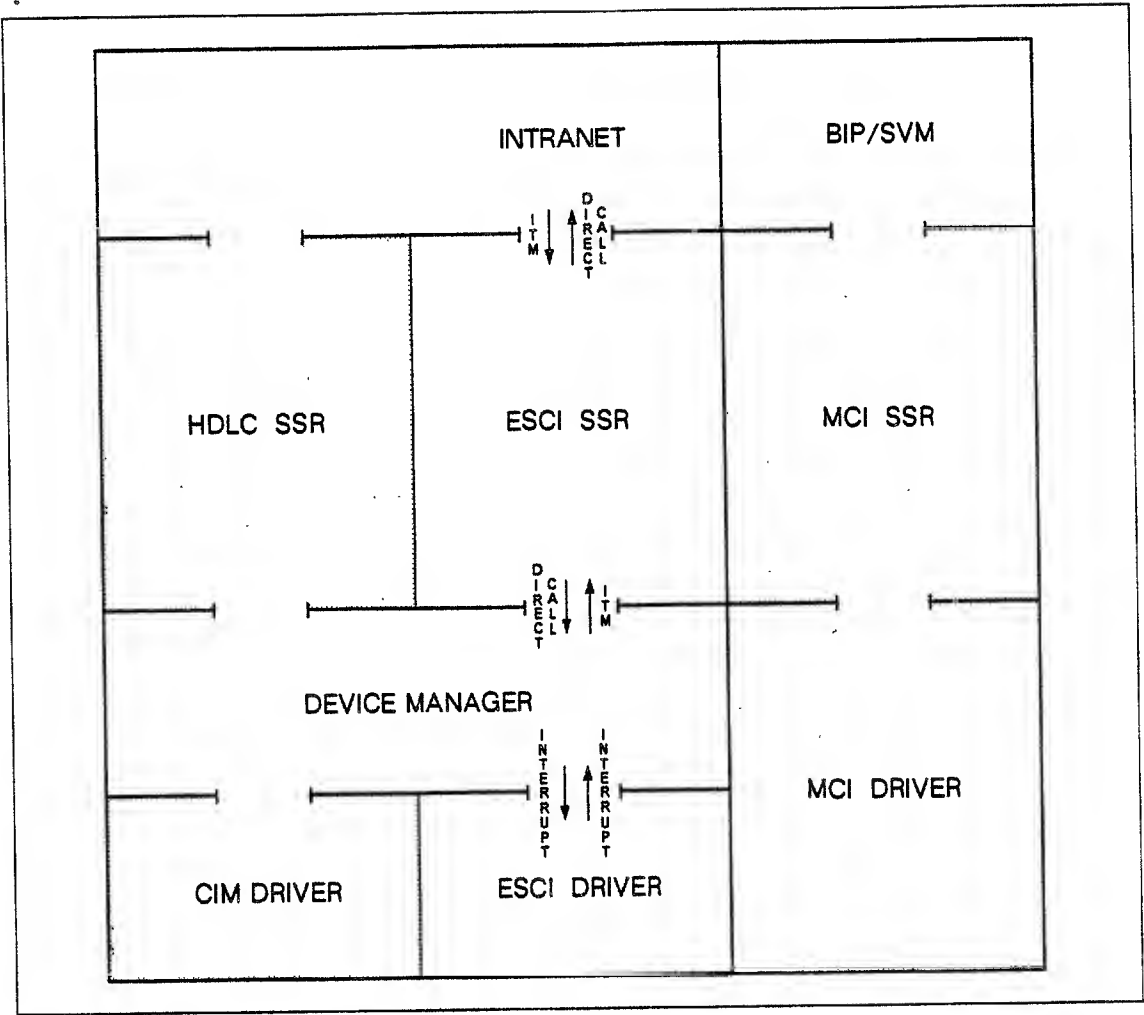 INTRANET
BIP/SVM
ITM
DIRECT
CALL
HDLC SSR
ESCI SSR
MCI SSR
DIRECT
CALL
ITM
DEVICE MANAGER
INTERRUPT
INTERRUPT
MCI DRIVER
CIM DRIVER
ESCI DRIVER